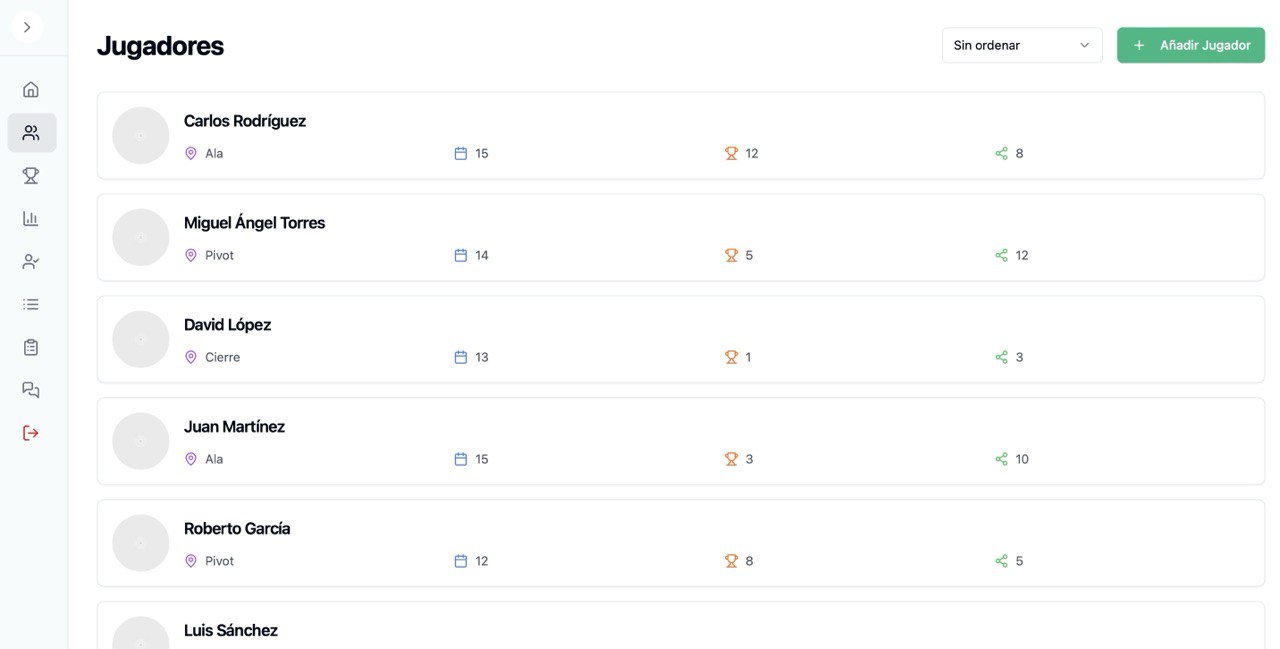 Jugadores
Sin ordenar
Añadir Jugador
Carlos Rodríguez
Ala 15 12 8
Miguel Ángel Torres
Pivot 14 5 12
David López
Cierre 13 1 3
Juan Martínez
Ala 15 3 10
Roberto García
Pivot 12 8 5
Luis Sánchez